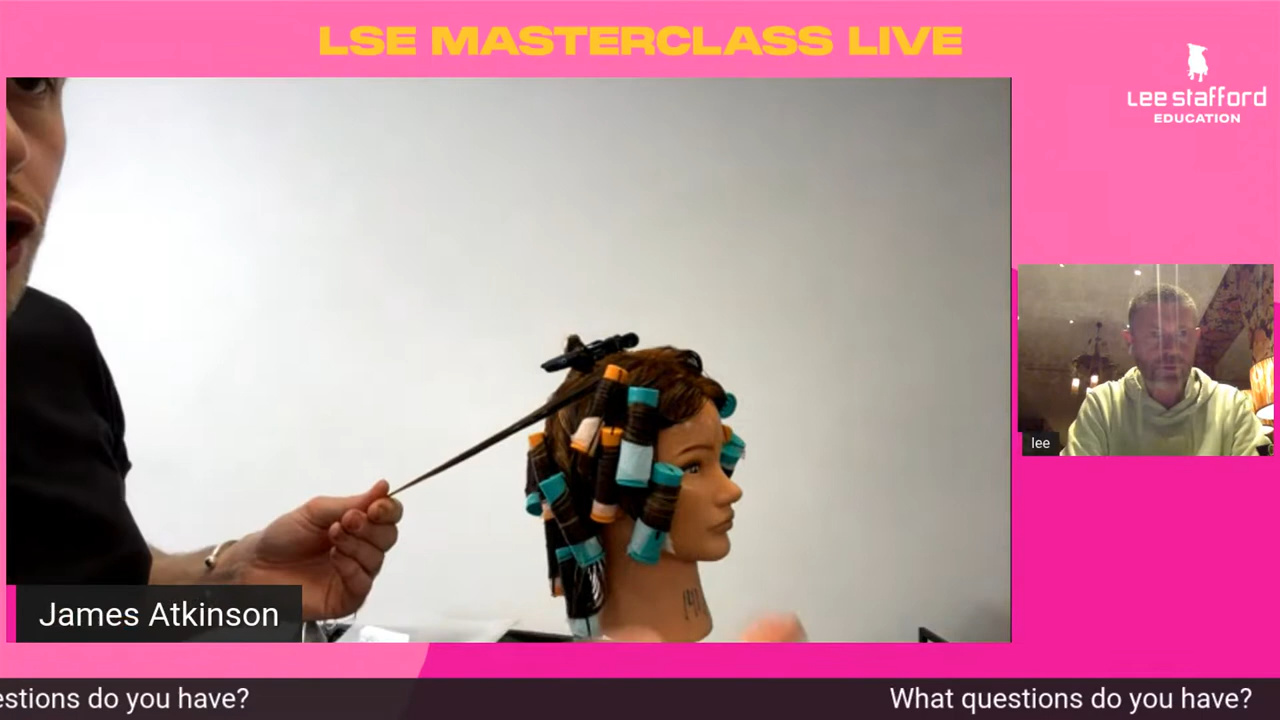 LSE MASTERCLASS LIVE
Lee Stafford
EDUCATION
lee
James Atkinson
estions do you have?
What questions do you have?